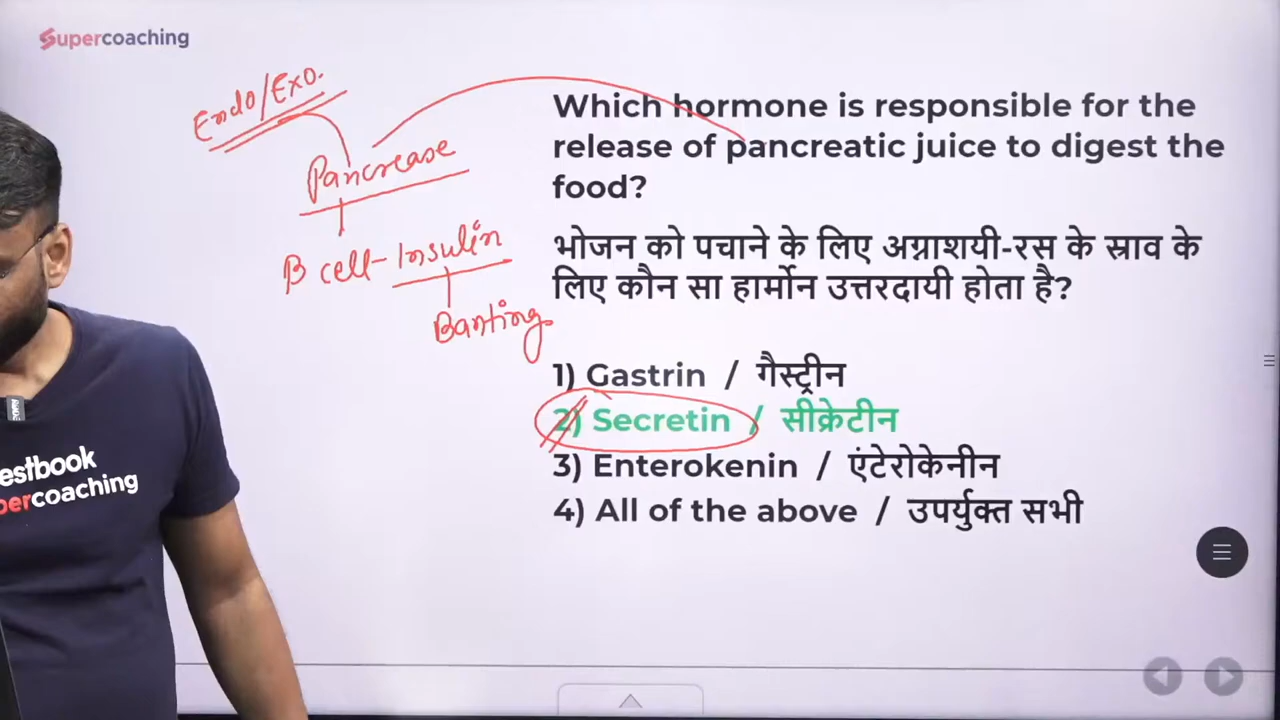 Supercoaching
Endo/Exo.
Pancrease
B cell-Insulin
Banting
Which hormone is responsible for the
release of pancreatic juice to digest the
food?
भोजन को पचाने के लिए अग्नाशयी-रस के स्राव के
लिए कौन सा हार्मोन उत्तरदायी होता है?
1) Gastrin / गैस्ट्रीन
2) Secretin / सीक्रेटीन
3) Enterokenin / एंटेरोकेनीन
4) All of the above / उपर्युक्त सभी
estbook
percoaching